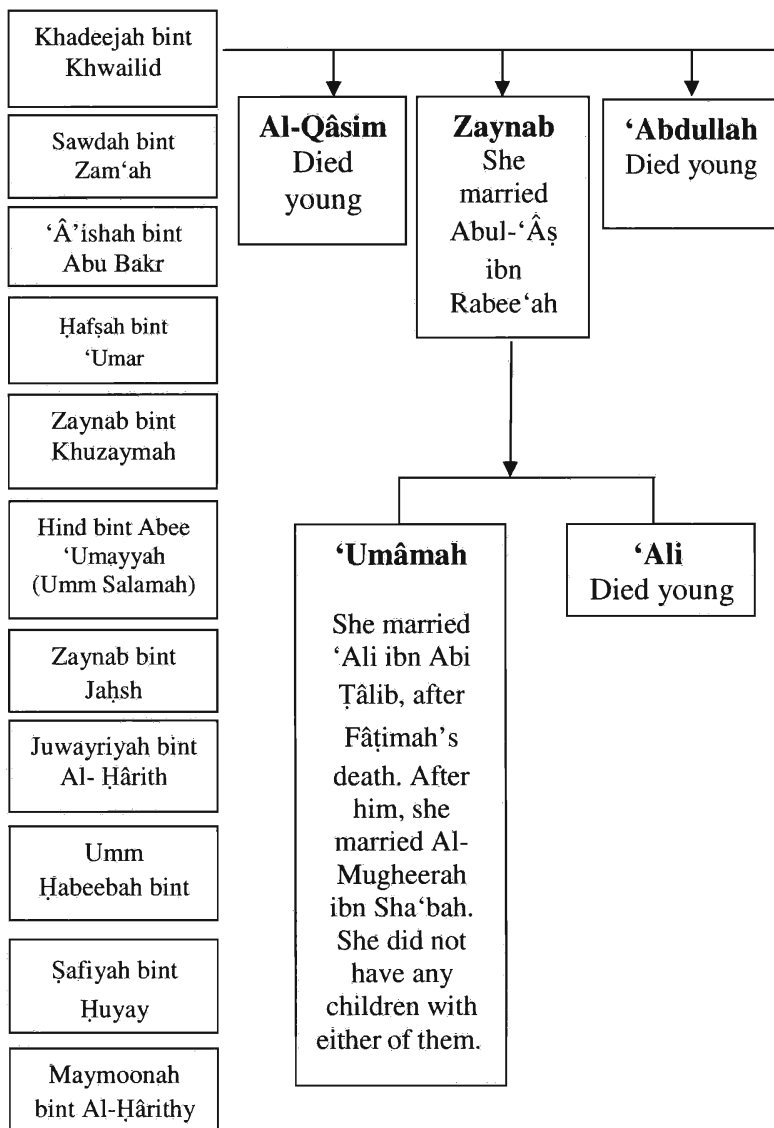 Khadeejah bint
Khwailid
Sawdah bint
Zam‘ah
‘Â’ishah bint
Abu Bakr
Ḥafṣah bint
‘Umar
Zaynab bint
Khuzaymah
Hind bint Abee
‘Umayyah
(Umm Salamah)
Zaynab bint
Jaḥsh
Juwayriyah bint
Al- Ḥârith
Umm
Ḥabeebah bint
Ṣafiyah bint
Ḥuyay
Maymoonah
bint Al-Ḥârithy
Al-Qâsim
Died
young
Zaynab
She
married
Abul-‘Âṣ
ibn
Rabee‘ah
‘Abdullah
Died young
‘Umâmah
She married
‘Ali ibn Abi
Ṭâlib, after
Fâṭimah’s
death. After
him, she
married Al-
Mugheerah
ibn Sha‘bah.
She did not
have any
children with
either of them.
‘Ali
Died young